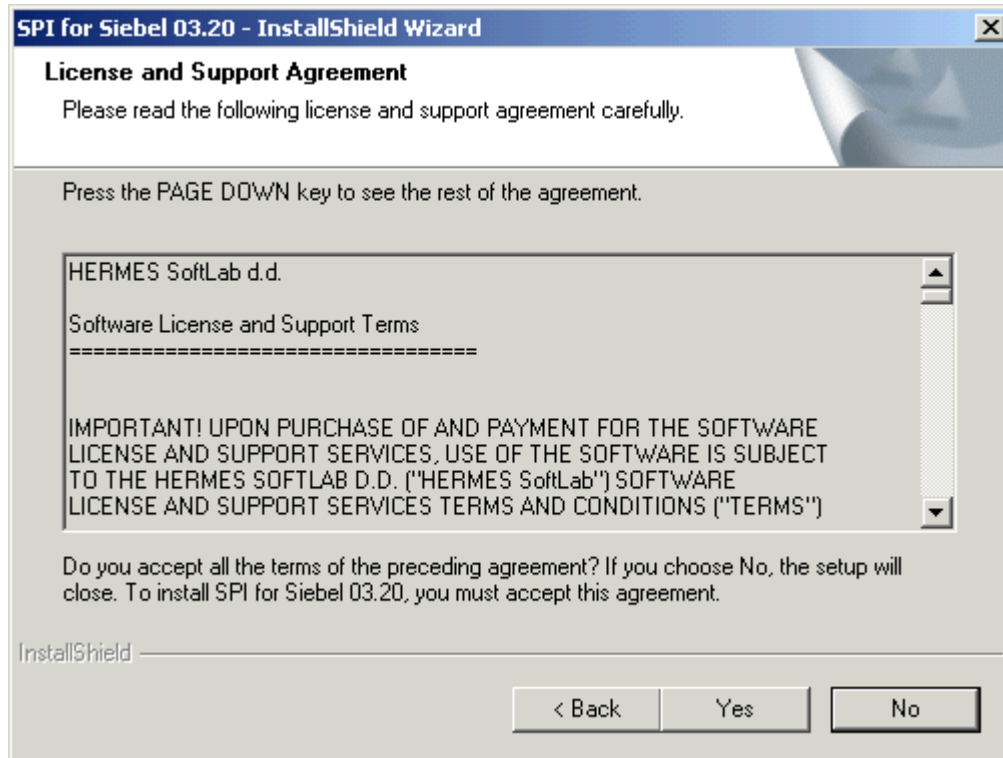 SPI for Siebel 03.20 - InstallShield Wizard
License and Support Agreement
Please read the following license and support agreement carefully.
Press the PAGE DOWN key to see the rest of the agreement.
HERMES SoftLab d.d.
Software License and Support Terms
==================================
IMPORTANT! UPON PURCHASE OF AND PAYMENT FOR THE SOFTWARE
LICENSE AND SUPPORT SERVICES, USE OF THE SOFTWARE IS SUBJECT
TO THE HERMES SOFTLAB D.D. (''HERMES SoftLab'') SOFTWARE
LICENSE AND SUPPORT SERVICES TERMS AND CONDITIONS (''TERMS'')
Do you accept all the terms of the preceding agreement? If you choose No, the setup will
close. To install SPI for Siebel 03.20, you must accept this agreement.
InstallShield
< Back Yes No